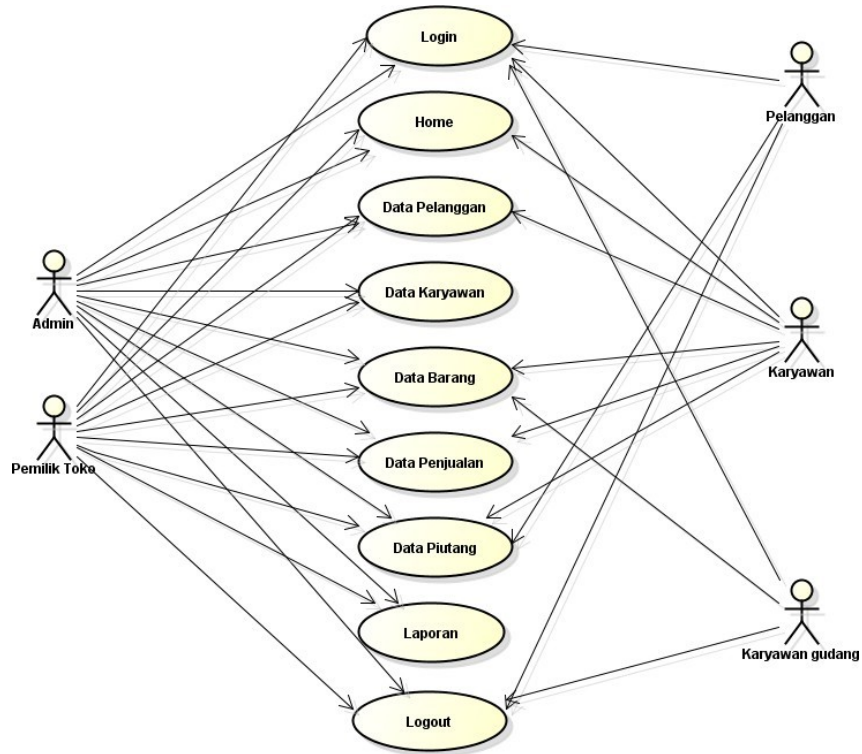 Login
Home
Data Pelanggan
Data Karyawan
Data Barang
Data Penjualan
Data Piutang
Laporan
Logout
Admin
Pemilik Toko
Pelanggan
Karyawan
Karyawan gudang